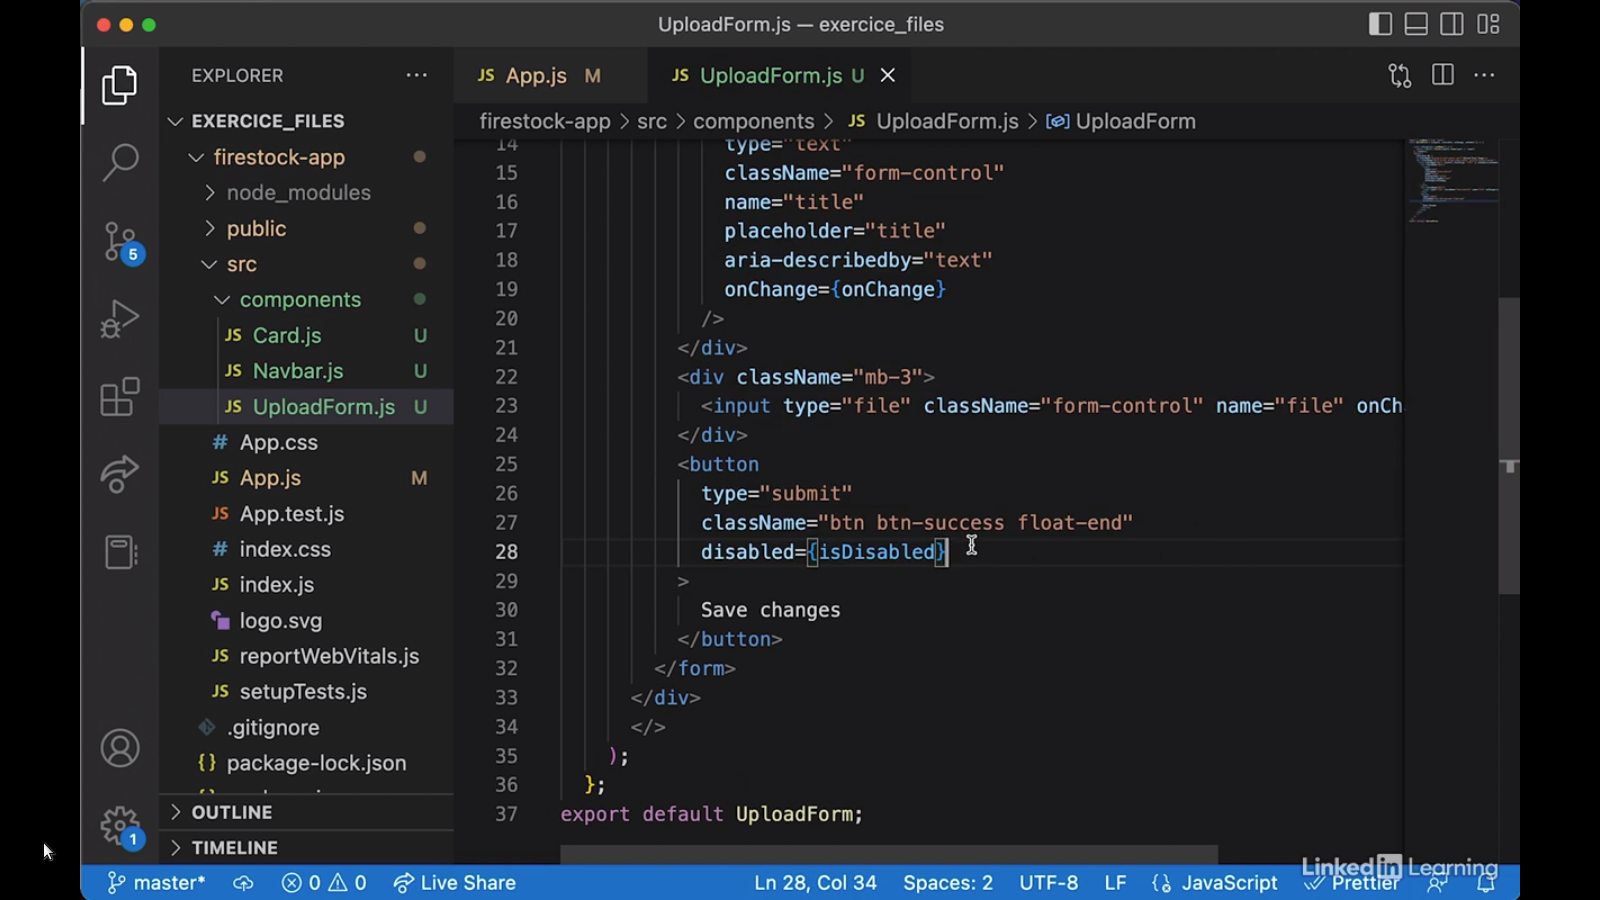 UploadForm.js — exercice_files
EXPLORER
EXERCICE_FILES
firestock-app
node_modules
public
src
components
JS Card.js U
JS Navbar.js U
JS UploadForm.js U
# App.css
JS App.js M
JS App.test.js
# index.css
JS index.js
logo.svg
JS reportWebVitals.js
JS setupTests.js
.gitignore
{} package-lock.json
OUTLINE
TIMELINE
5
1
JS App.js M
JS UploadForm.js U
firestock-app > src > components > JS UploadForm.js > UploadForm
14 type="text"
15 className="form-control"
16 name="title"
17 placeholder="title"
18 aria-describedby="text"
19 onChange={onChange}
20 />
21 </div>
22 <div className="mb-3">
23 <input type="file" className="form-control" name="file" onCh
24 </div>
25 <button
26 type="submit"
27 className="btn btn-success float-end"
28 disabled={isDisabled}
29 >
30 Save changes
31 </button>
32 </form>
33 </div>
34 </>
35 );
36 };
37 export default UploadForm;
LinkedIn Learning
master* 0 0 Live Share Ln 28, Col 34 Spaces: 2 UTF-8 LF {} JavaScript Prettier